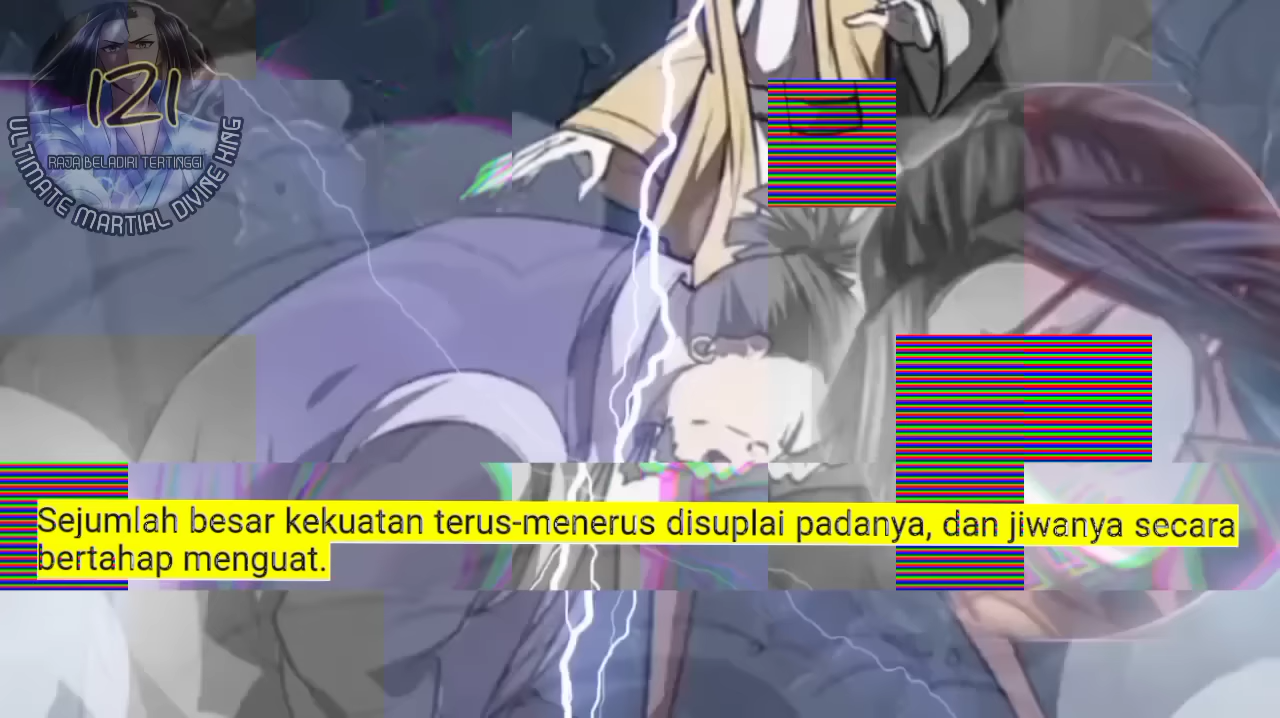 121
RAJA BELADIRI TERTINGGI
ULTIMATE MARTIAL DIVINE KING
Sejumlah besar kekuatan terus-menerus disuplai padanya, dan jiwanya secara
bertahap menguat.